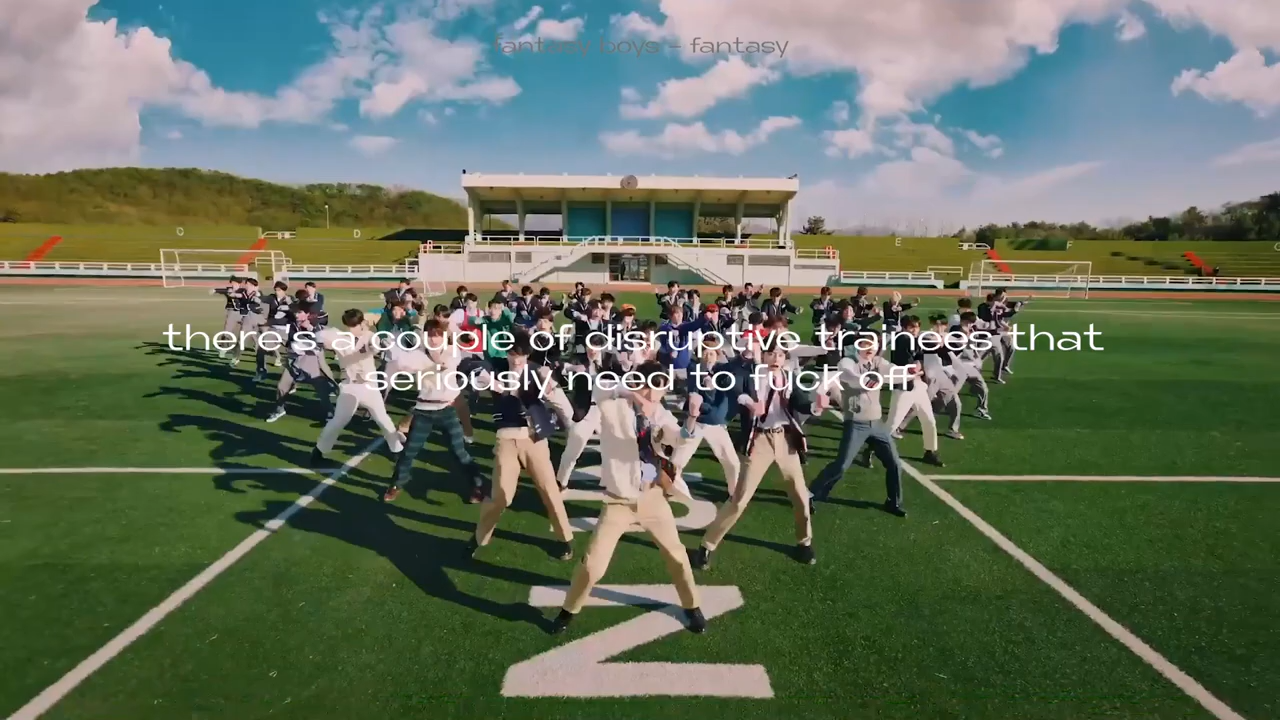 fantasy boys - fantasy
C
D
E
F
there's a couple of disruptive trainees that
seriously need to fuck off
N